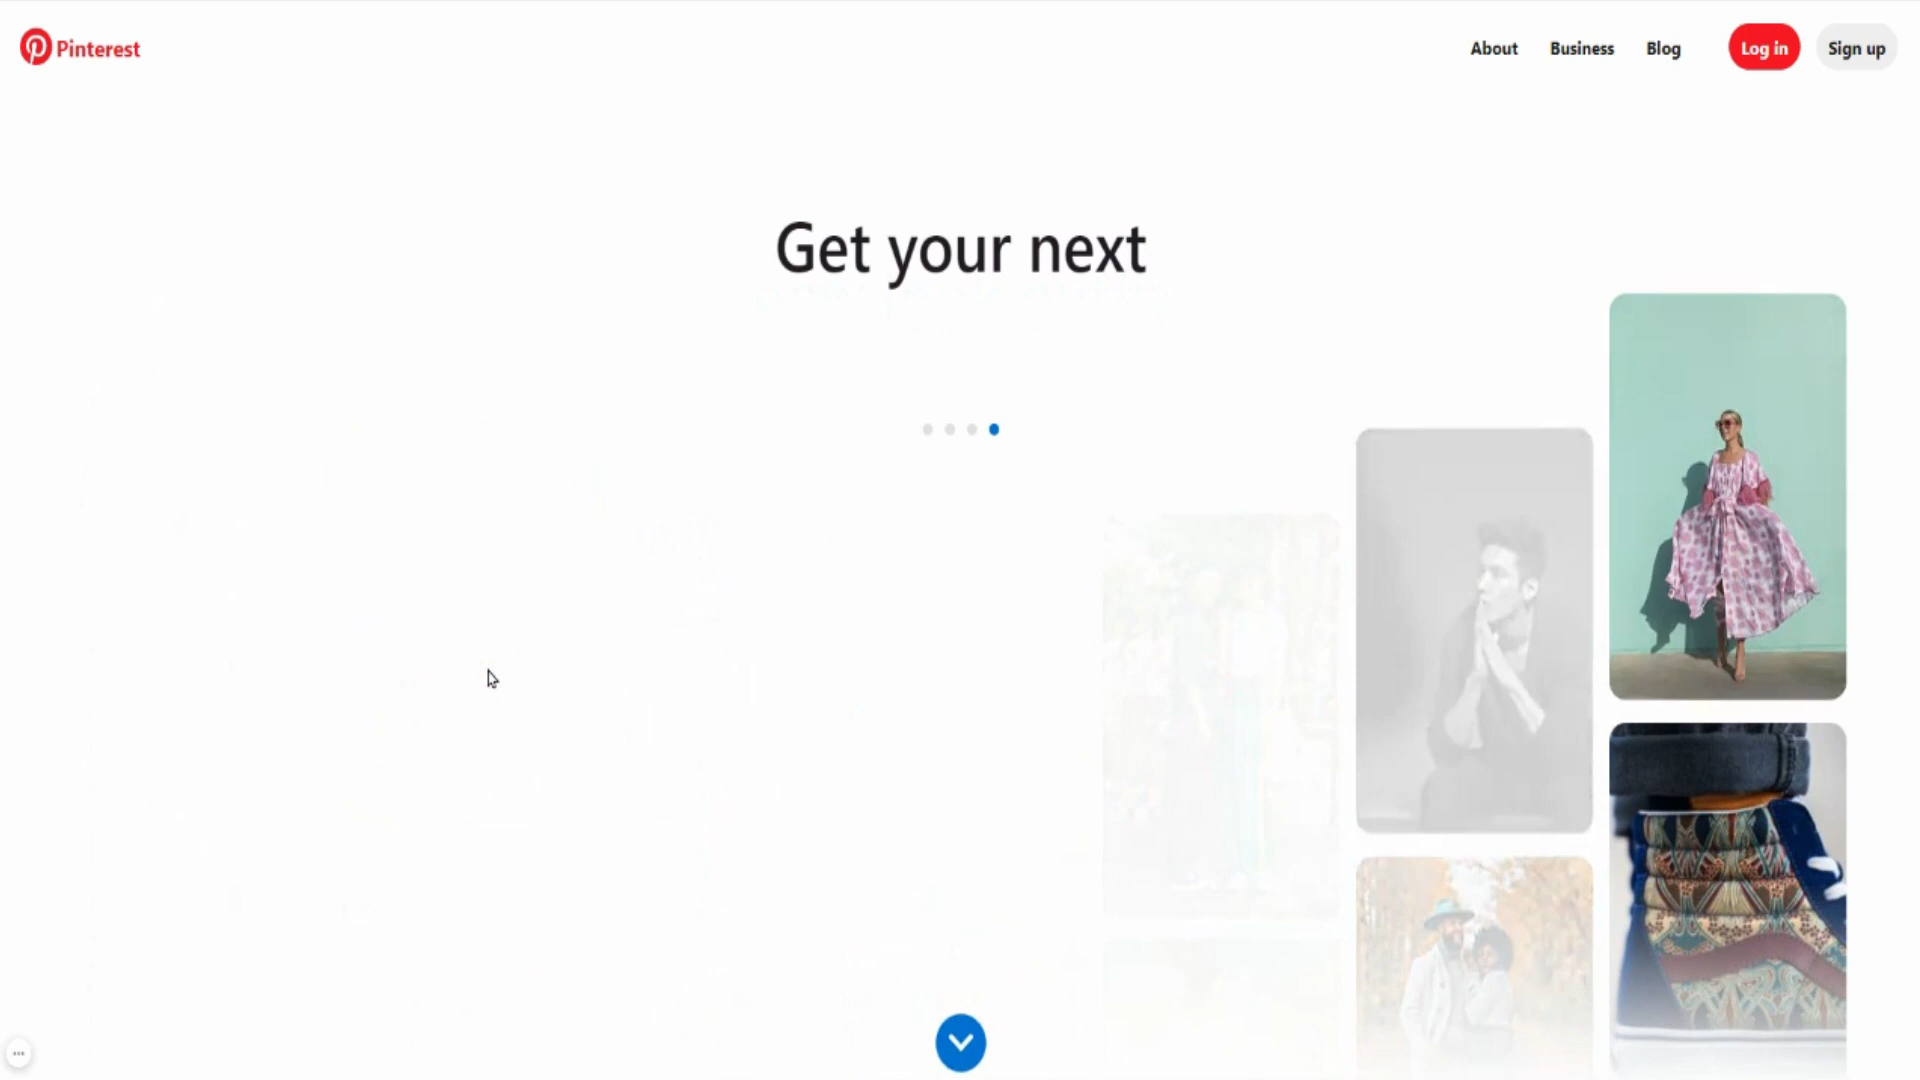 Pinterest
About
Business
Blog
Log in
Sign up
Get your next